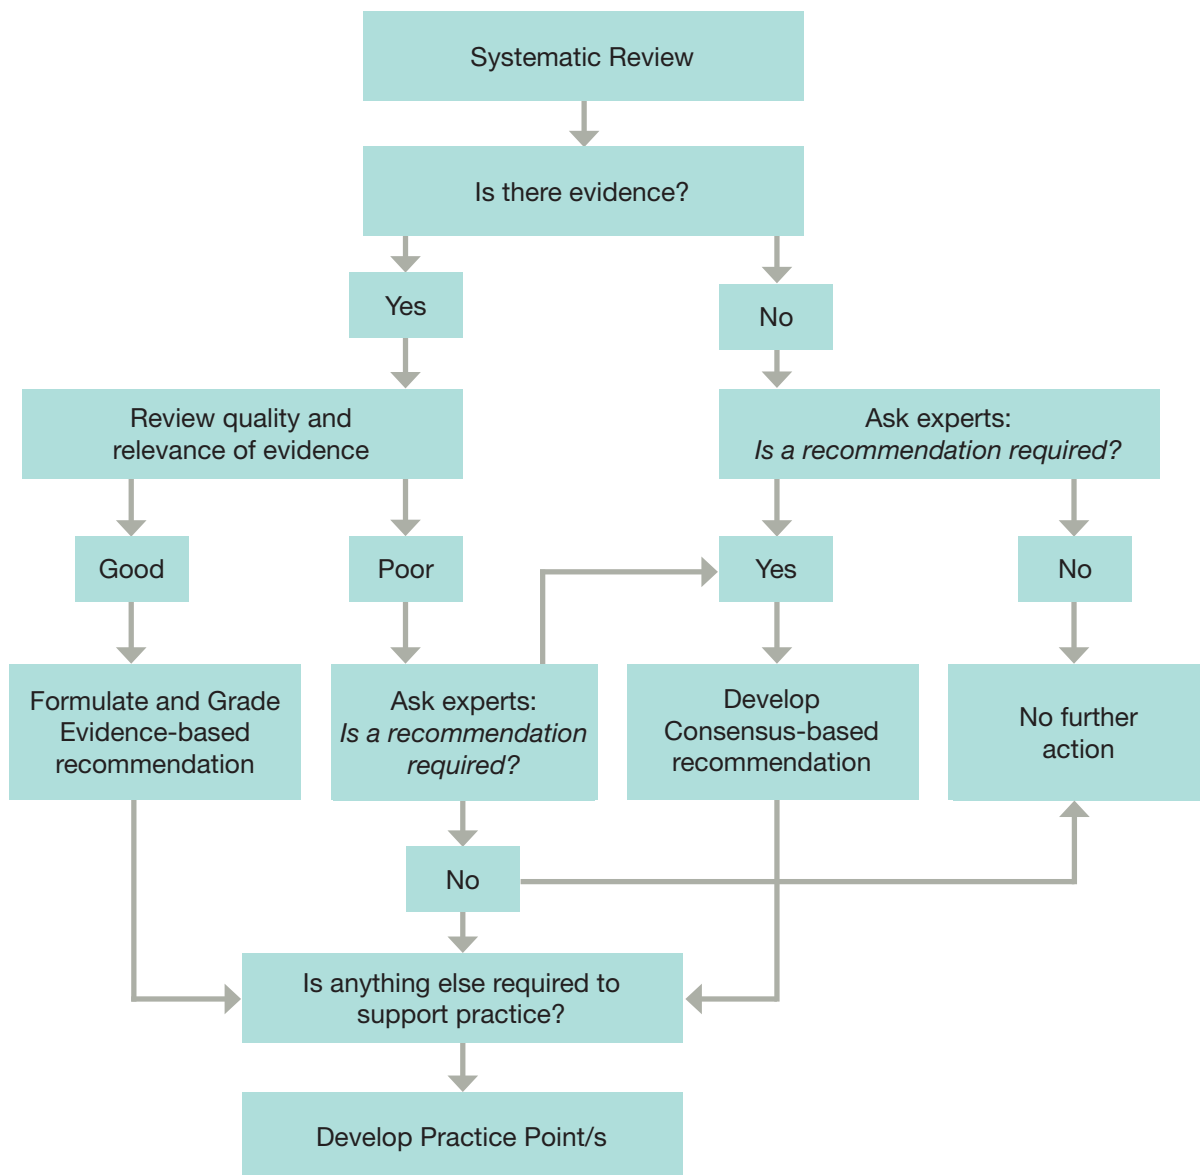 Systematic Review
Is there evidence?
Yes
No
Review quality and
relevance of evidence
Ask experts:
Is a recommendation required?
Good
Poor
Yes
No
Formulate and Grade
Evidence-based
recommendation
Ask experts:
Is a recommendation
required?
Develop
Consensus-based
recommendation
No further
action
No
Is anything else required to
support practice?
Develop Practice Point/s